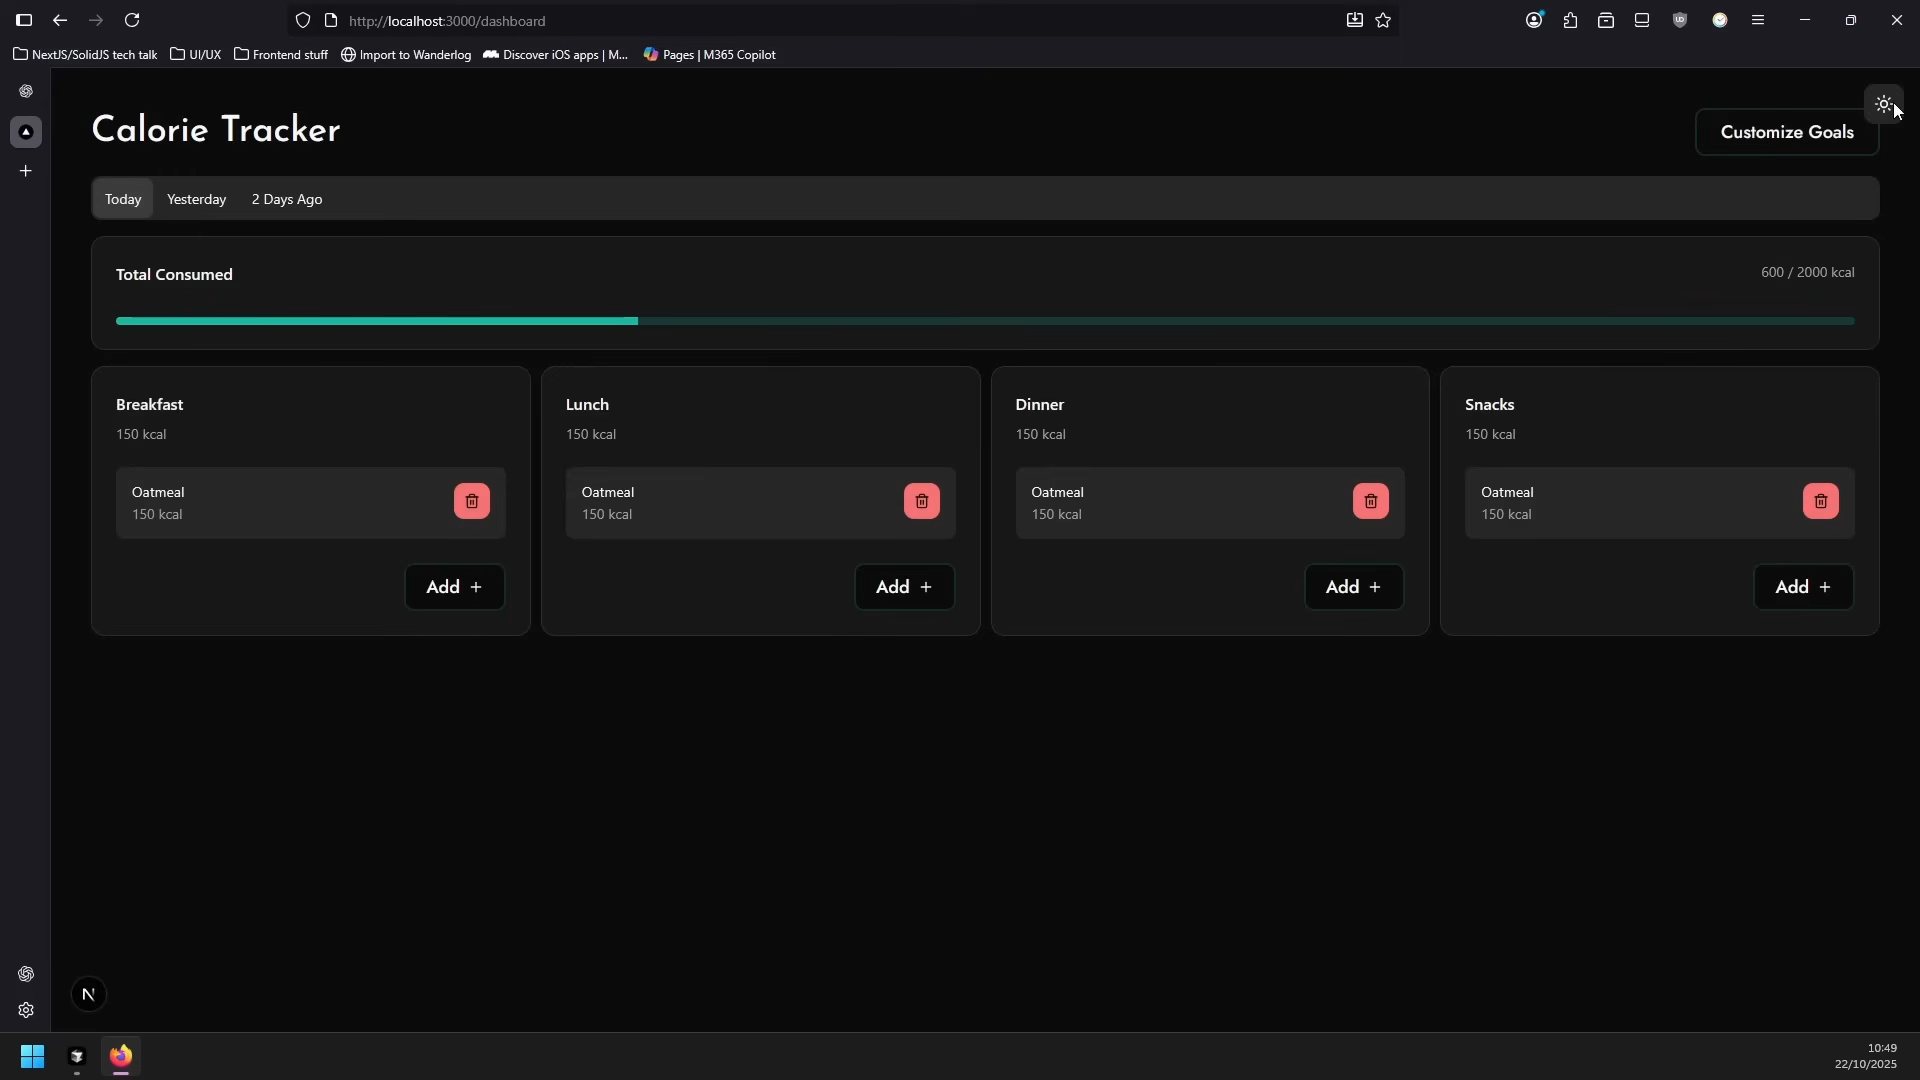 http://localhost:3000/dashboard
NextJS/SolidJS tech talk
UI/UX
Frontend stuff
Import to Wanderlog
Discover iOS apps | M...
Pages | M365 Copilot
Calorie Tracker
Customize Goals
Today
Yesterday
2 Days Ago
Total Consumed
600 / 2000 kcal
Breakfast
150 kcal
Oatmeal
150 kcal
Add +
Lunch
150 kcal
Oatmeal
150 kcal
Add +
Dinner
150 kcal
Oatmeal
150 kcal
Add +
Snacks
150 kcal
Oatmeal
150 kcal
Add +
N
10:49
22/10/2025